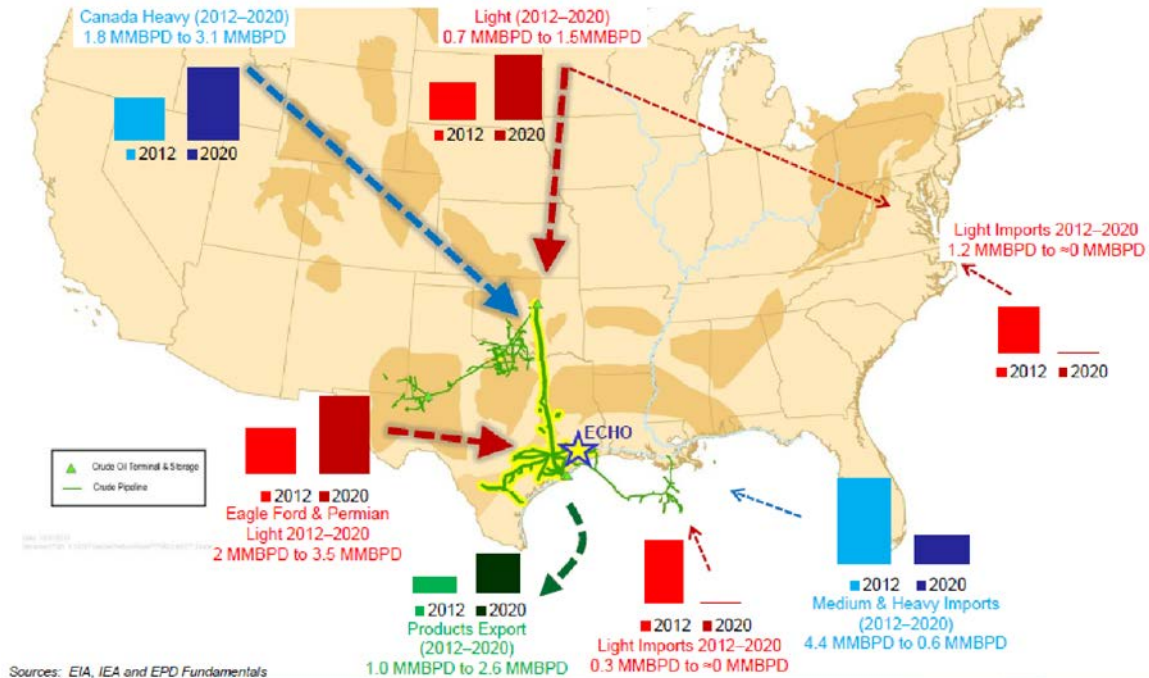 Canada Heavy (2012–2020)
1.8 MMBPD to 3.1 MMBPD
2012 2020
Light (2012–2020)
0.7 MMBPD to 1.5MMBPD
2012 2020
Light Imports 2012–2020
1.2 MMBPD to ≈0 MMBPD
2012 2020
ECHO
Crude Oil Terminal & Storage
Crude Pipeline
2012 2020
Eagle Ford & Permian
Light 2012–2020
2 MMBPD to 3.5 MMBPD
2012 2020
Products Export
(2012–2020)
1.0 MMBPD to 2.6 MMBPD
2012 2020
Light Imports 2012–2020
0.3 MMBPD to ≈0 MMBPD
2012 2020
Medium & Heavy Imports
(2012–2020)
4.4 MMBPD to 0.6 MMBPD
Sources: EIA, IEA and EPD Fundamentals